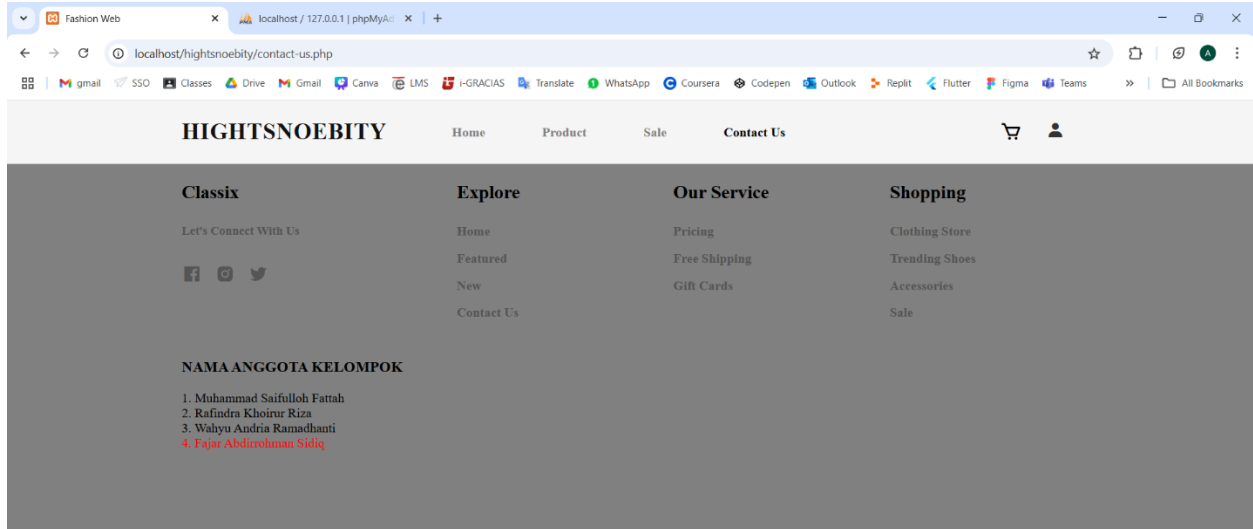 Fashion Web
localhost / 127.0.0.1 | phpMyAd
localhost/hightsnoebity/contact-us.php
A
gmail SSO Classes Drive Gmail Canva LMS i-GRACIAS Translate WhatsApp Coursera Codepen Outlook Replit Flutter Figma Teams » All Bookmarks
HIGHTSNOEBITY Home Product Sale Contact Us
Classix Explore Our Service Shopping
Let's Connect With Us Home Pricing Clothing Store
Featured Free Shipping Trending Shoes
New Gift Cards Accessories
Contact Us Sale
NAMA ANGGOTA KELOMPOK
1. Muhammad Saifulloh Fattah
2. Rafindra Khoirur Riza
3. Wahyu Andria Ramadhanti
4. Fajar Abdirrohman Sidiq